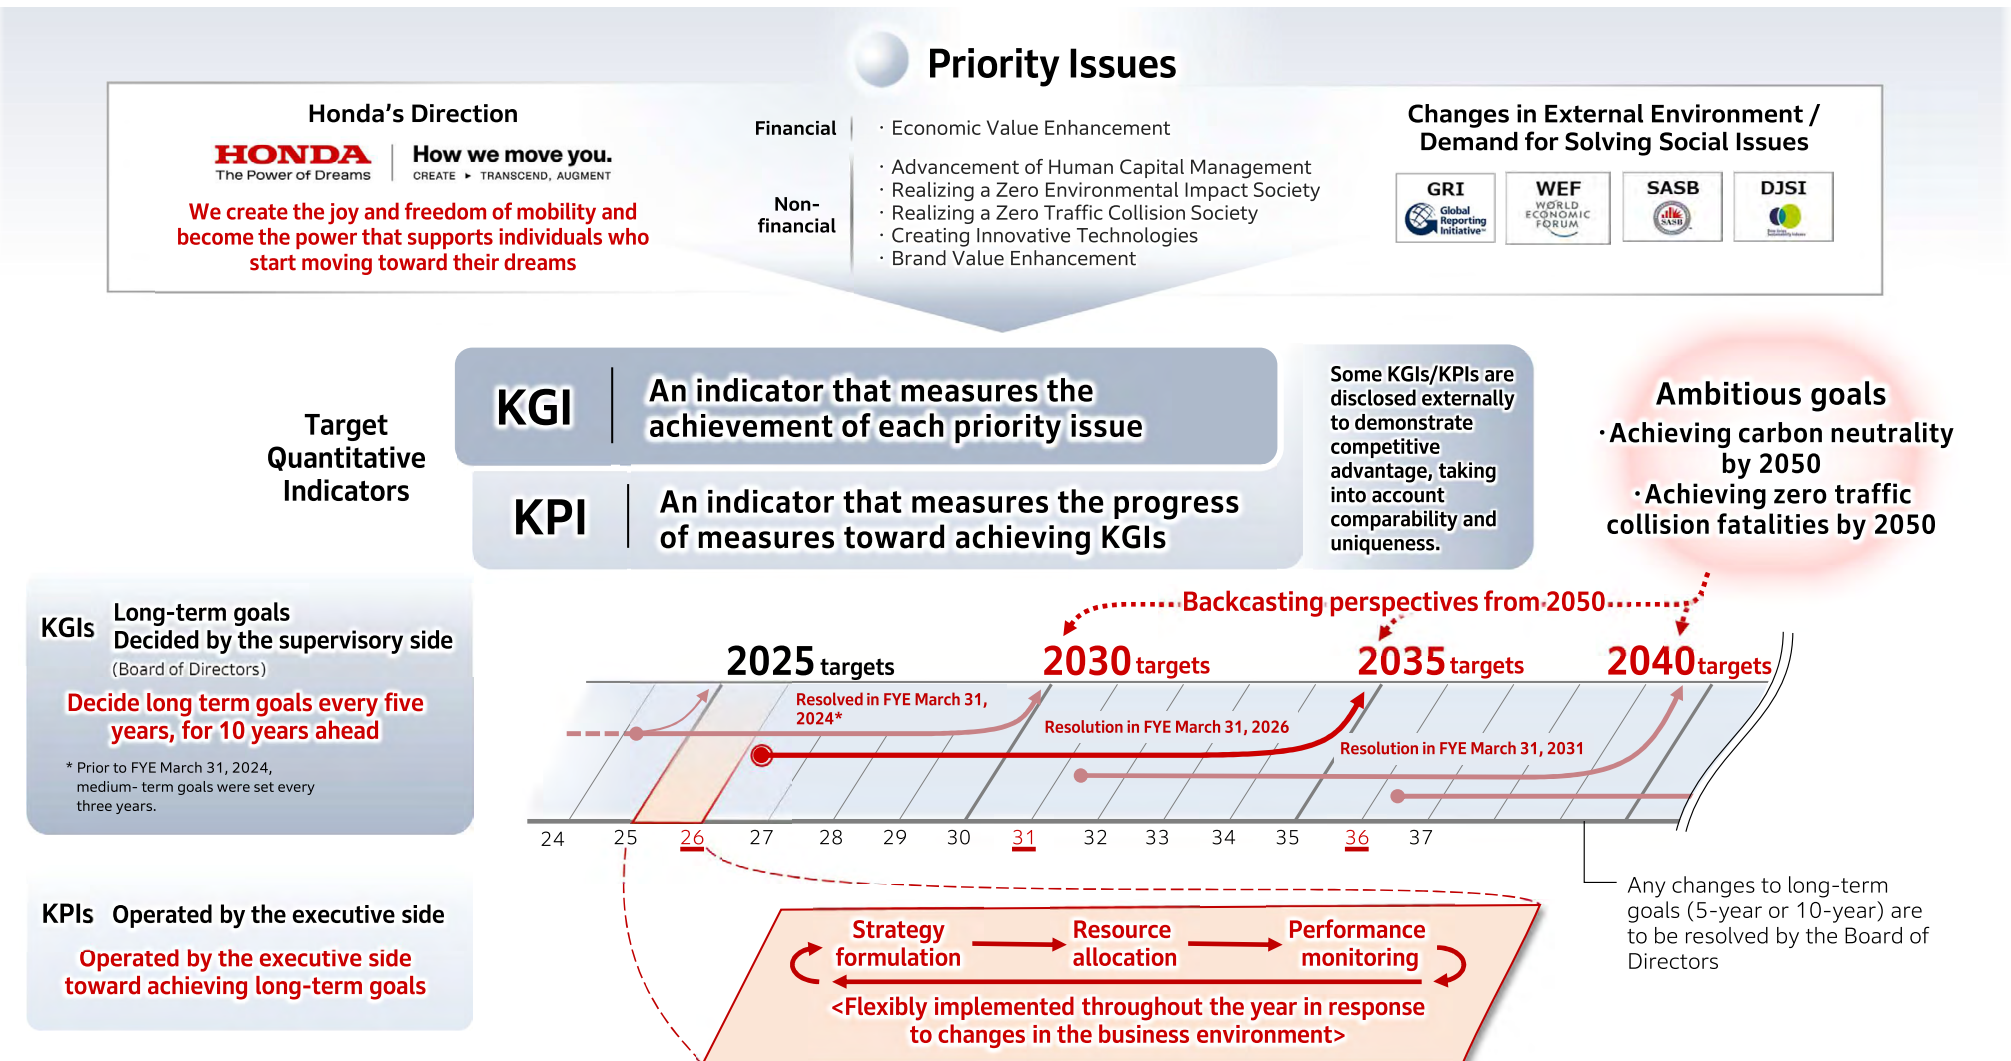 Priority Issues
Honda's Direction
HONDA
The Power of Dreams
How we move you.
CREATE ▶ TRANSCEND, AUGMENT
We create the joy and freedom of mobility and
become the power that supports individuals who
start moving toward their dreams
Financial
· Economic Value Enhancement
Non-
financial
· Advancement of Human Capital Management
· Realizing a Zero Environmental Impact Society
· Realizing a Zero Traffic Collision Society
· Creating Innovative Technologies
· Brand Value Enhancement
Changes in External Environment /
Demand for Solving Social Issues
GRI
Global
Reporting
Initiative™
WEF
WORLD
ECONOMIC
FORUM
SASB
SASB
DJSI
Target
Quantitative
Indicators
KGI
An indicator that measures the
achievement of each priority issue
KPI
An indicator that measures the progress
of measures toward achieving KGIs
Some KGIs/KPIs are
disclosed externally
to demonstrate
competitive
advantage, taking
into account
comparability and
uniqueness.
Ambitious goals
·Achieving carbon neutrality
by 2050
·Achieving zero traffic
collision fatalities by 2050
KGIs
Long-term goals
Decided by the supervisory side
(Board of Directors)
Decide long term goals every five
years, for 10 years ahead
* Prior to FYE March 31, 2024,
medium- term goals were set every
three years.
Backcasting perspectives from 2050
2025 targets
2030 targets
2035 targets
2040 targets
Resolved in FYE March 31,
2024*
Resolution in FYE March 31, 2026
Resolution in FYE March 31, 2031
24 25 26 27 28 29 30 31 32 33 34 35 36 37
KPIs Operated by the executive side
Operated by the executive side
toward achieving long-term goals
Strategy
formulation
Resource
allocation
Performance
monitoring
<Flexibly implemented throughout the year in response
to changes in the business environment>
Any changes to long-term
goals (5-year or 10-year) are
to be resolved by the Board of
Directors